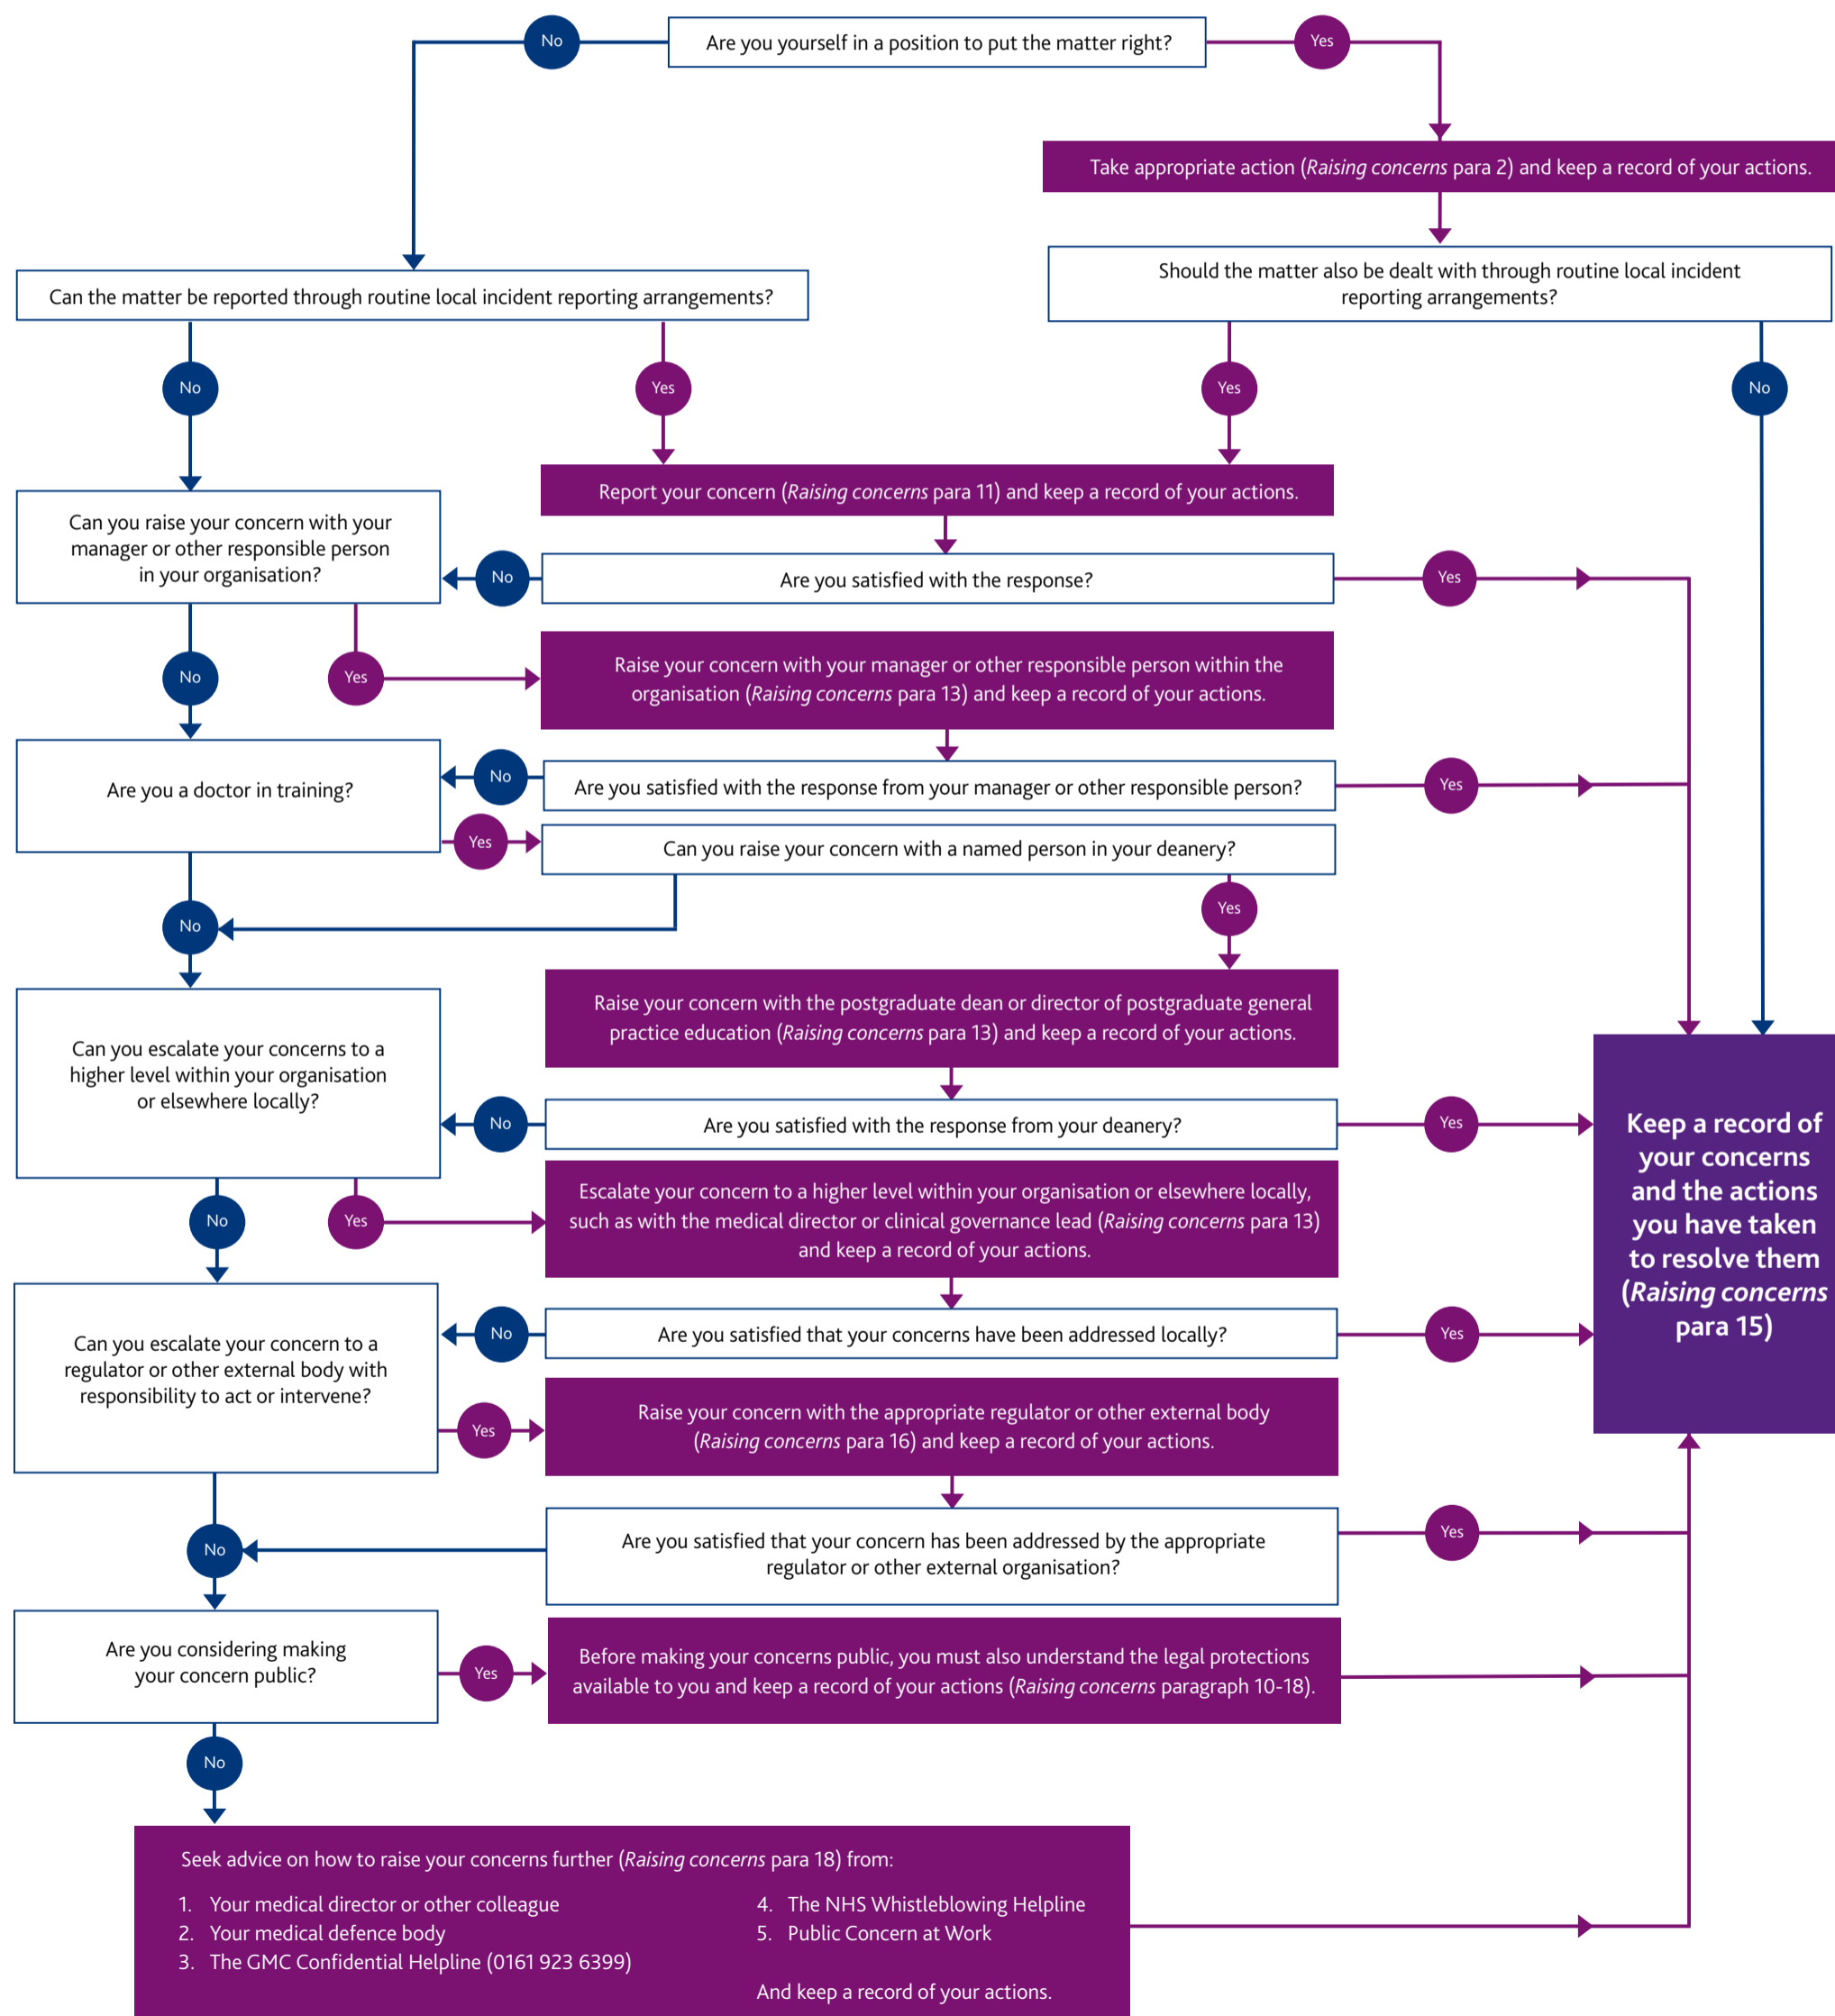 Are you yourself in a position to put the matter right?
No
Yes
Take appropriate action (Raising concerns para 2) and keep a record of your actions.
Can the matter be reported through routine local incident reporting arrangements?
Should the matter also be dealt with through routine local incident
reporting arrangements?
No
Yes
Yes
No
Report your concern (Raising concerns para 11) and keep a record of your actions.
Can you raise your concern with your
manager or other responsible person
in your organisation?
No
Are you satisfied with the response?
Yes
No
Yes
Raise your concern with your manager or other responsible person within the
organisation (Raising concerns para 13) and keep a record of your actions.
Are you a doctor in training?
No
Are you satisfied with the response from your manager or other responsible person?
Yes
Yes
Can you raise your concern with a named person in your deanery?
No
Yes
Raise your concern with the postgraduate dean or director of postgraduate general
practice education (Raising concerns para 13) and keep a record of your actions.
Can you escalate your concerns to a
higher level within your organisation
or elsewhere locally?
No
Are you satisfied with the response from your deanery?
Yes
No
Yes
Escalate your concern to a higher level within your organisation or elsewhere locally,
such as with the medical director or clinical governance lead (Raising concerns para 13)
and keep a record of your actions.
Keep a record of
your concerns
and the actions
you have taken
to resolve them
(Raising concerns
para 15)
Can you escalate your concern to a
regulator or other external body with
responsibility to act or intervene?
No
Are you satisfied that your concerns have been addressed locally?
Yes
Yes
Raise your concern with the appropriate regulator or other external body
(Raising concerns para 16) and keep a record of your actions.
No
Are you satisfied that your concern has been addressed by the appropriate
regulator or other external organisation?
Yes
Are you considering making
your concern public?
Yes
Before making your concerns public, you must also understand the legal protections
available to you and keep a record of your actions (Raising concerns paragraph 10-18).
No
Seek advice on how to raise your concerns further (Raising concerns para 18) from:
1. Your medical director or other colleague
2. Your medical defence body
3. The GMC Confidential Helpline (0161 923 6399)
4. The NHS Whistleblowing Helpline
5. Public Concern at Work
And keep a record of your actions.